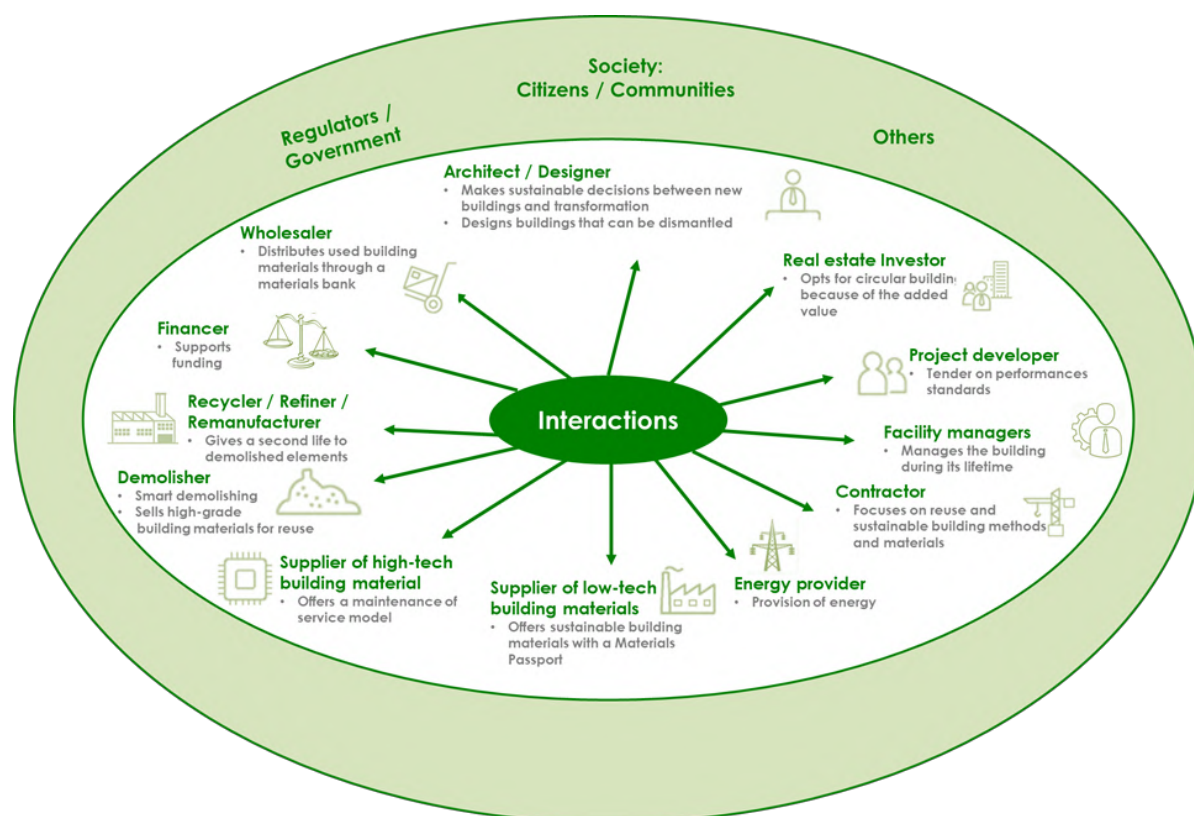 Society:
Citizens / Communities
Regulators /
Government
Others
Architect / Designer
• Makes sustainable decisions between new
buildings and transformation
• Designs buildings that can be dismantled
Wholesaler
• Distributes used building
materials through a
materials bank
Real estate Investor
• Opts for circular building
because of the added
value
Financer
• Supports
funding
Project developer
• Tender on performances
standards
Recycler / Refiner /
Remanufacturer
• Gives a second life to
demolished elements
Interactions
Facility managers
• Manages the building
during its lifetime
Demolisher
• Smart demolishing
• Sells high-grade
building materials for reuse
Contractor
• Focuses on reuse and
sustainable building methods
and materials
Supplier of high-tech
building material
• Offers a maintenance of
service model
Supplier of low-tech
building materials
• Offers sustainable building
materials with a Materials
Passport
Energy provider
• Provision of energy